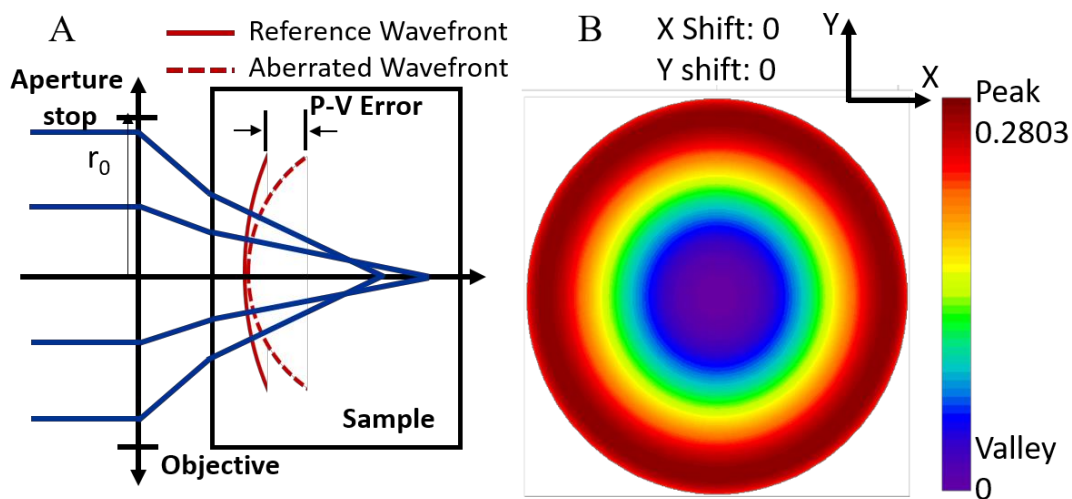 A
Reference Wavefront
Aberrated Wavefront
Aperture
stop
r0
P-V Error
Sample
Objective
B
X Shift: 0
Y shift: 0
Y
X
Peak
0.2803
Valley
0